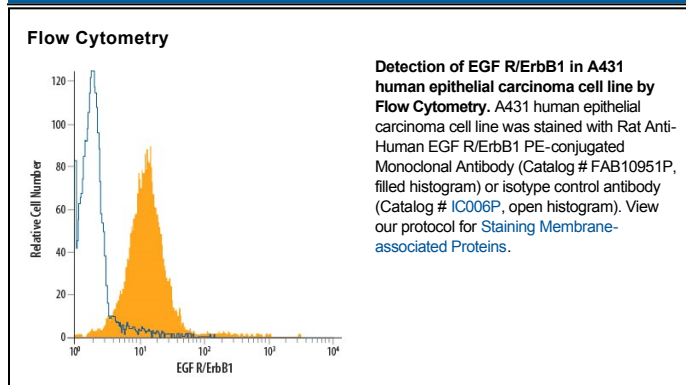 Flow Cytometry
Relative Cell Number
120
100
80
60
40
20
0
10⁰
10¹
10²
10³
10⁴
EGF R/ErbB1
Detection of EGF R/ErbB1 in A431
human epithelial carcinoma cell line by
Flow Cytometry. A431 human epithelial
carcinoma cell line was stained with Rat Anti-
Human EGF R/ErbB1 PE-conjugated
Monoclonal Antibody (Catalog # FAB10951P,
filled histogram) or isotype control antibody
(Catalog # IC006P, open histogram). View
our protocol for Staining Membrane-
associated Proteins.